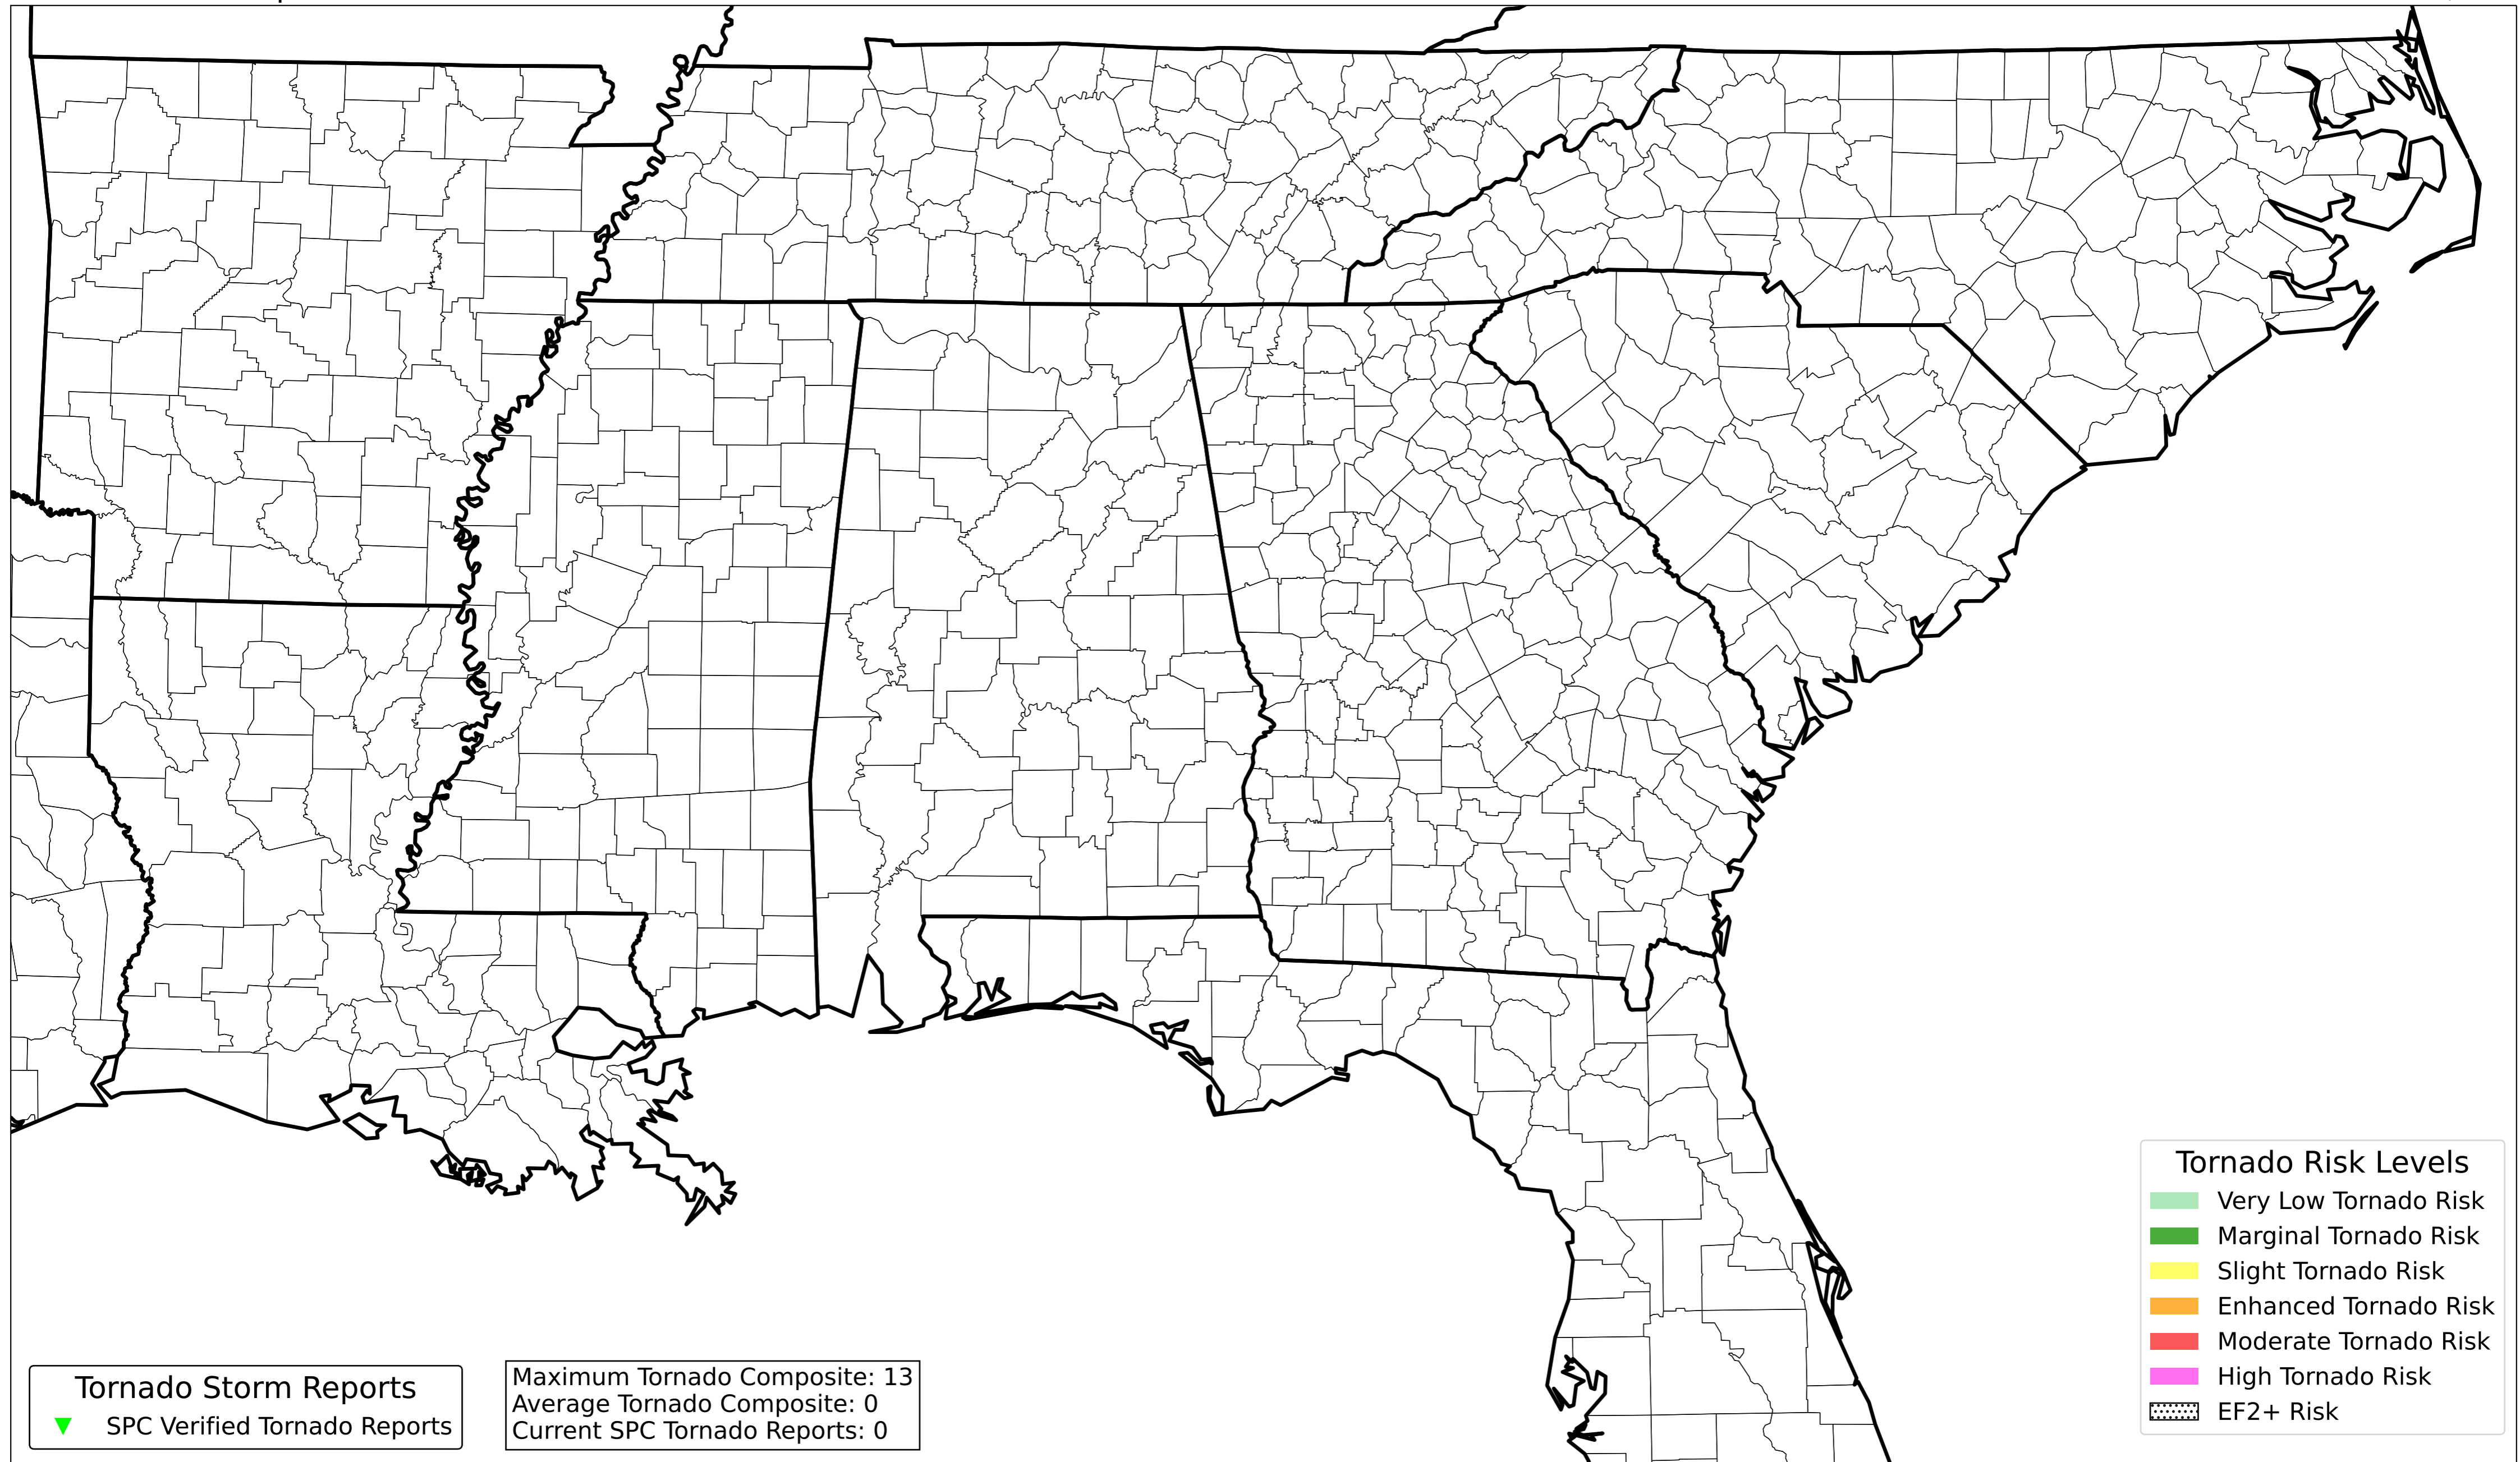 Tornado Risk Levels
Very Low Tornado Risk
Marginal Tornado Risk
Slight Tornado Risk
Enhanced Tornado Risk
Moderate Tornado Risk
High Tornado Risk
EF2+ Risk
Tornado Storm Reports
SPC Verified Tornado Reports
Maximum Tornado Composite: 13
Average Tornado Composite: 0
Current SPC Tornado Reports: 0